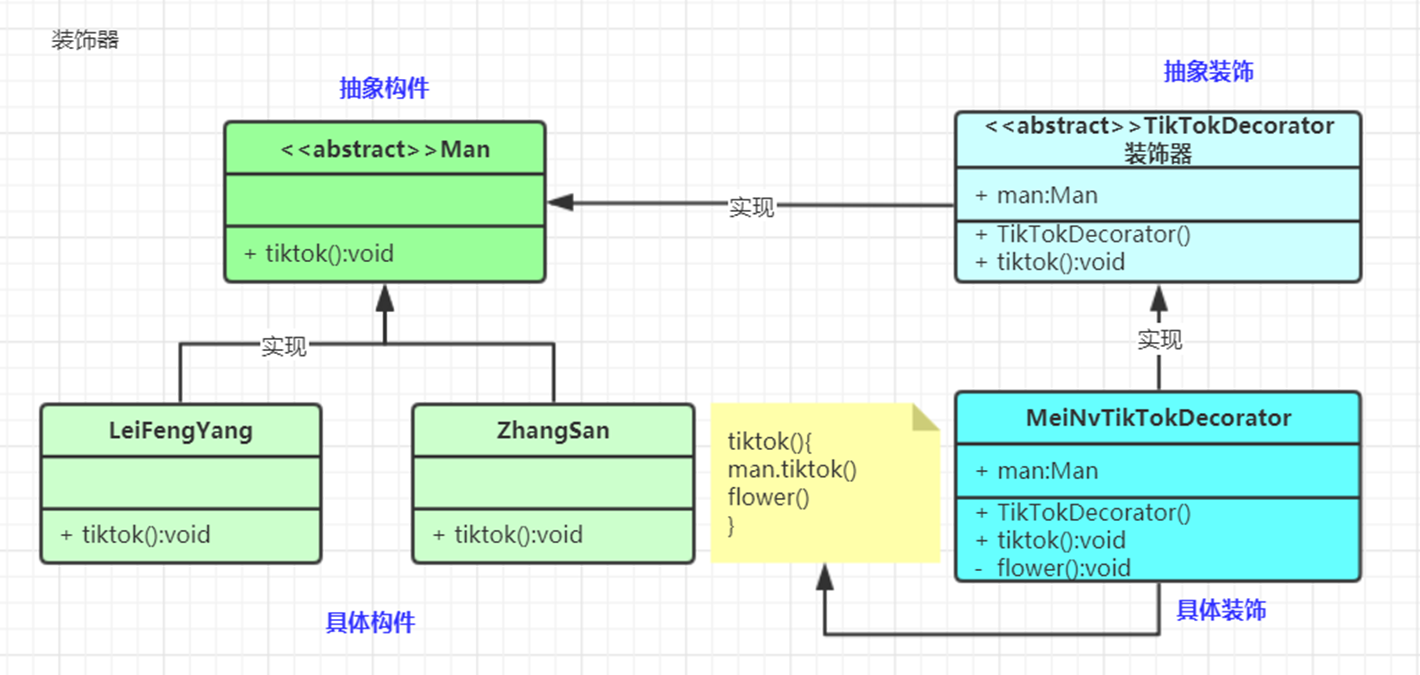 装饰器
抽象构件
抽象装饰
<<abstract>>Man
+ tiktok():void
<<abstract>>TikTokDecorator
装饰器
+ man:Man
+ TikTokDecorator()
+ tiktok():void
实现
实现
实现
LeiFengYang
+ tiktok():void
ZhangSan
+ tiktok():void
tiktok(){
man.tiktok()
flower()
}
MeiNvTikTokDecorator
+ man:Man
+ TikTokDecorator()
+ tiktok():void
- flower():void
具体构件
具体装饰